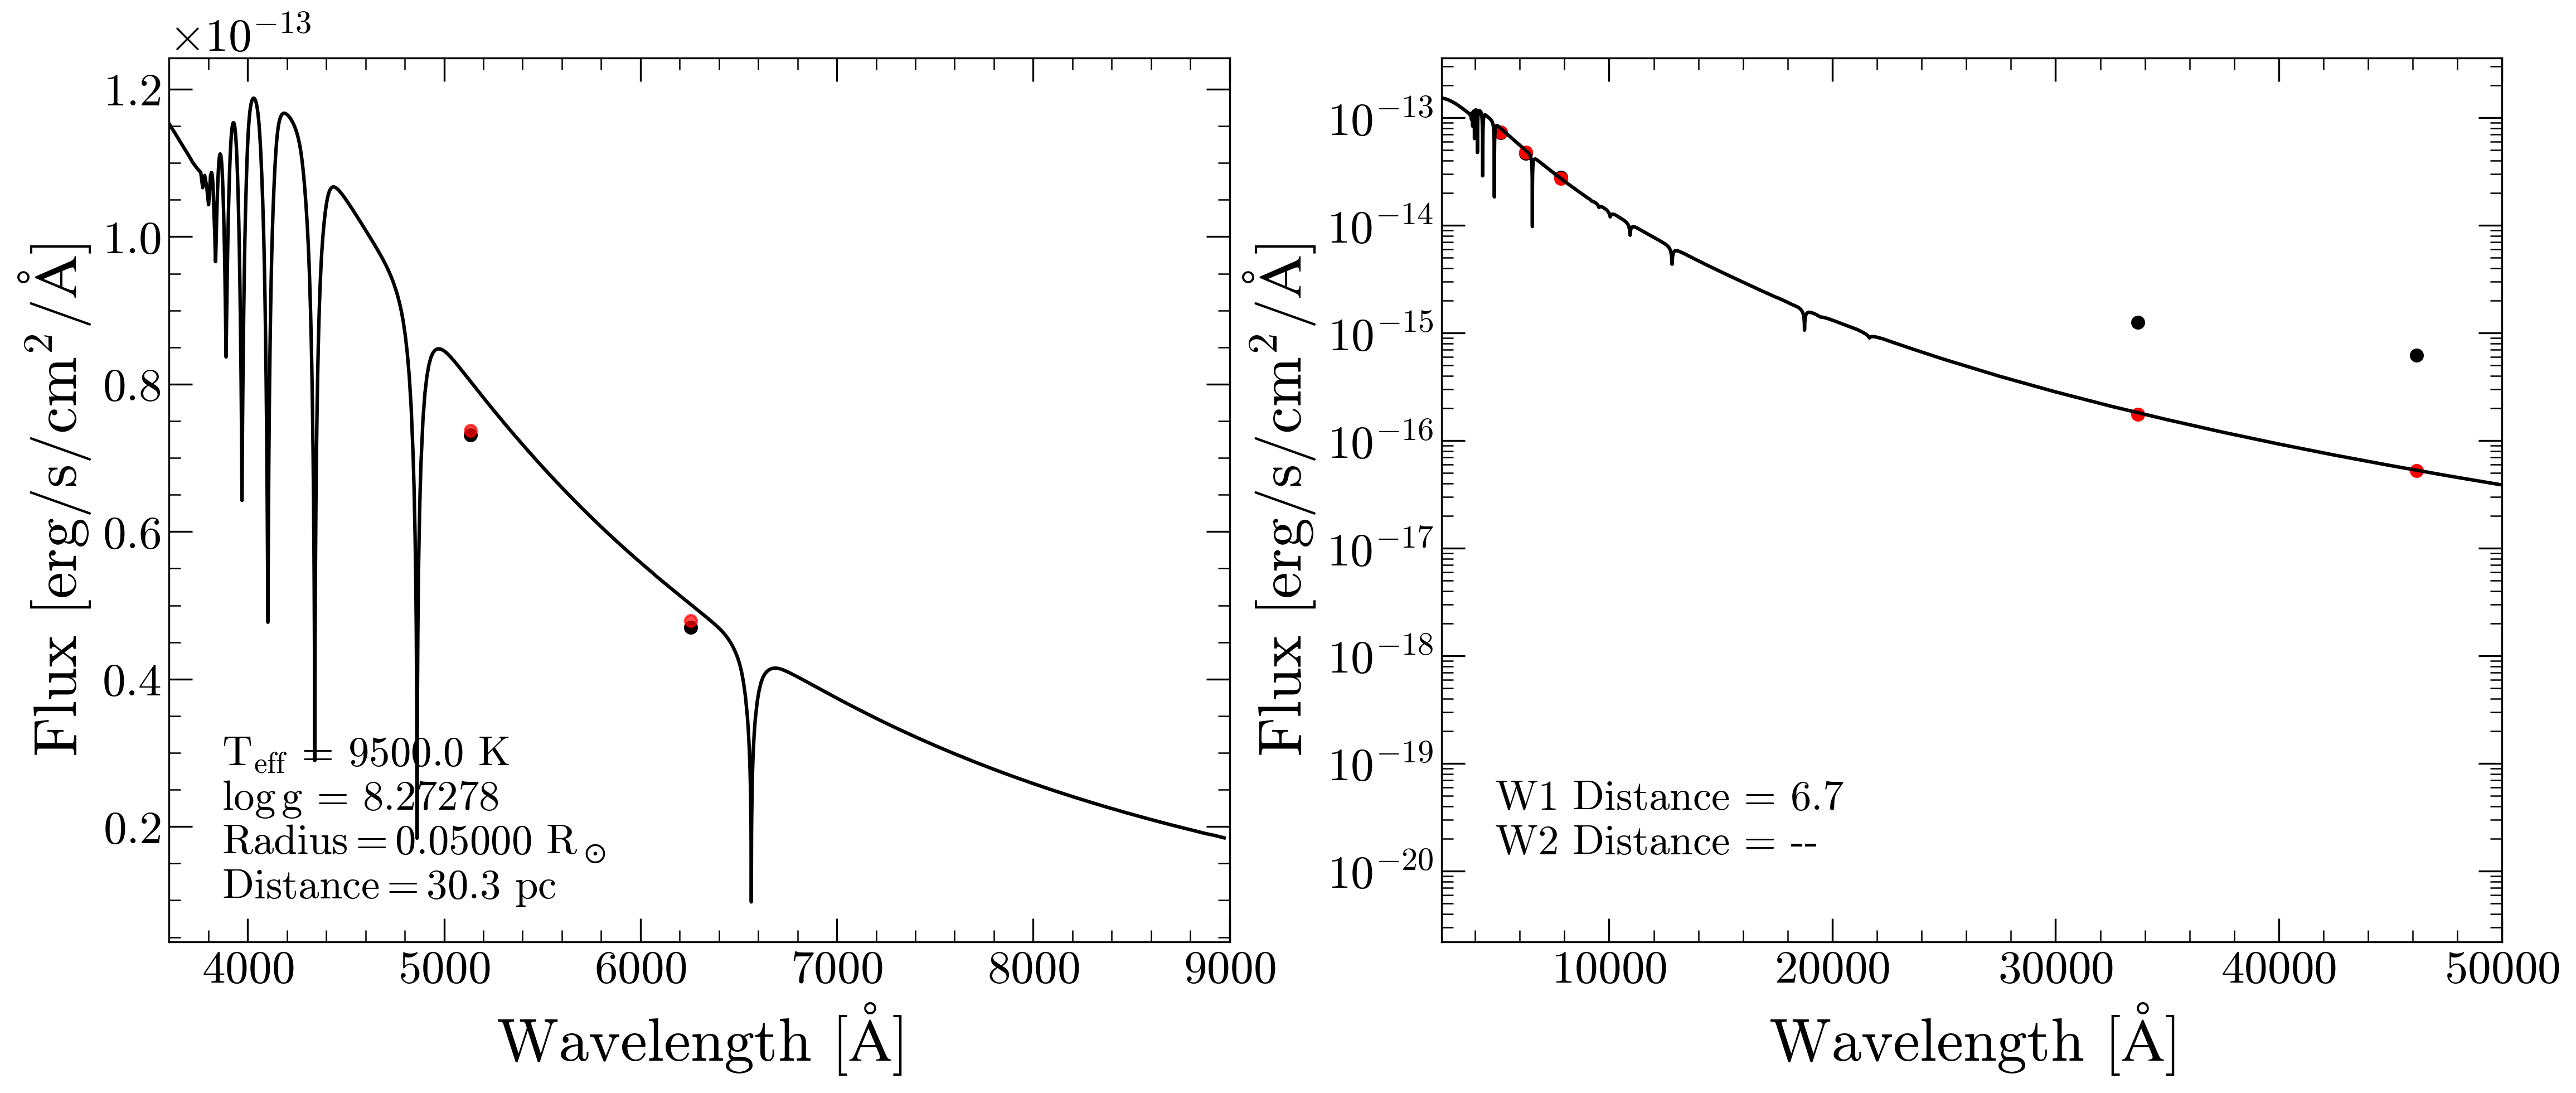 ×10⁻¹³
1.2
1.0
0.8
0.6
0.4
0.2
Flux [erg/s/cm²/Å]
T_eff = 9500.0 K
log g = 8.27278
Radius = 0.05000 R_⊙
Distance = 30.3 pc
4000 5000 6000 7000 8000 9000
Wavelength [Å]
10⁻¹³
10⁻¹⁴
10⁻¹⁵
10⁻¹⁶
10⁻¹⁷
10⁻¹⁸
10⁻¹⁹
10⁻²⁰
Flux [erg/s/cm²/Å]
W1 Distance = 6.7
W2 Distance = --
10000 20000 30000 40000 50000
Wavelength [Å]